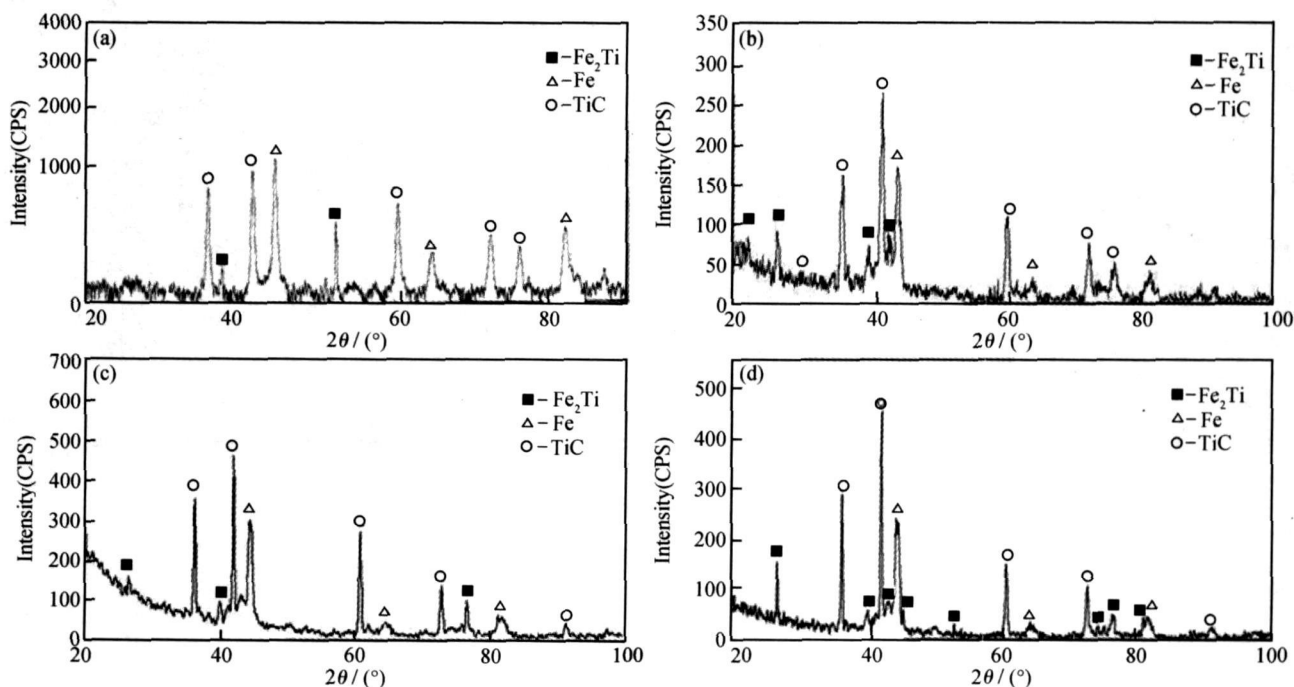 (a)
■–Fe₂Ti
△–Fe
○–TiC
Intensity(CPS)
4000
3000
2000
1000
0
20 40 60 80
2θ / (°)
(b)
■–Fe₂Ti
△–Fe
○–TiC
Intensity(CPS)
350
300
250
200
150
100
50
0
20 40 60 80 100
2θ / (°)
(c)
■– Fe₂Ti
△– Fe
○–TiC
Intensity(CPS)
700
600
500
400
300
200
100
0
20 40 60 80 100
2θ / (°)
(d)
■–Fe₂Ti
△– Fe
○–TiC
Intensity(CPS)
500
400
300
200
100
0
20 40 60 80 100
2θ / (°)